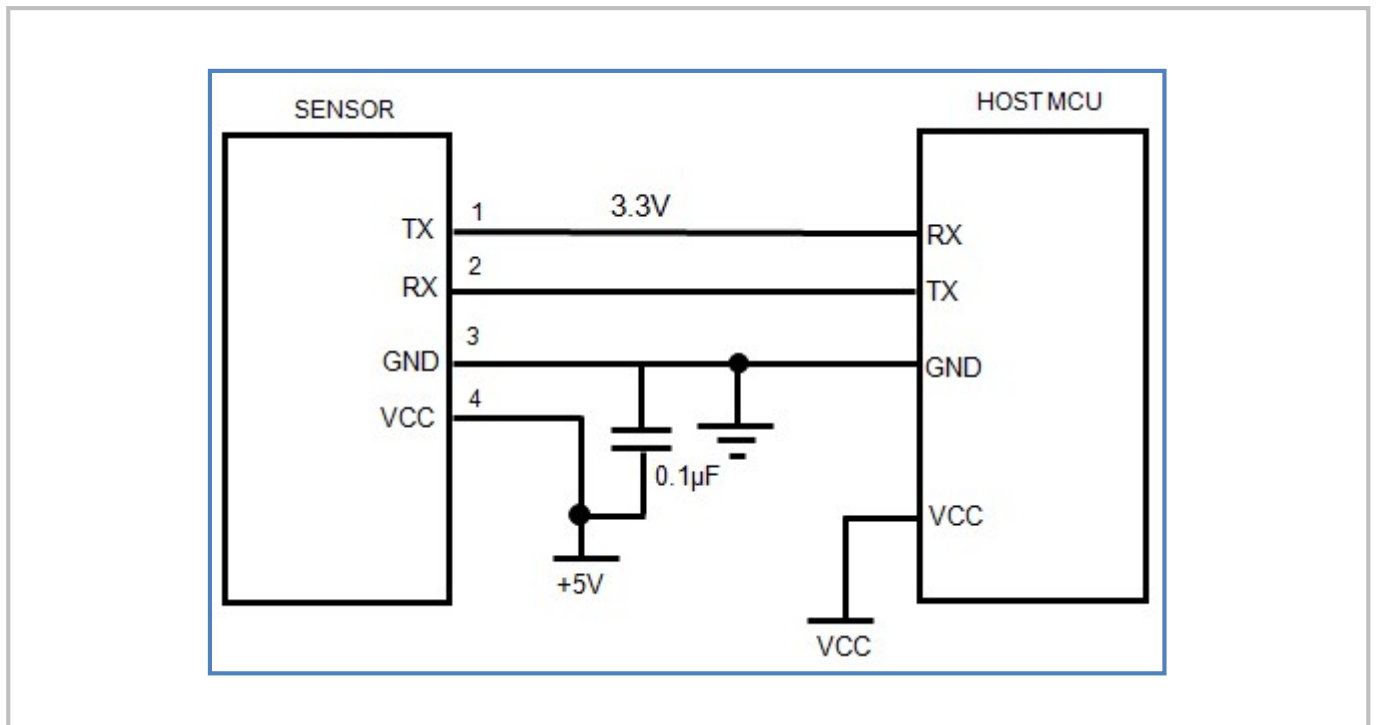 SENSOR
HOST MCU
TX
1
3.3V
RX
RX
2
TX
GND
3
GND
VCC
4
0.1µF
VCC
+5V
VCC